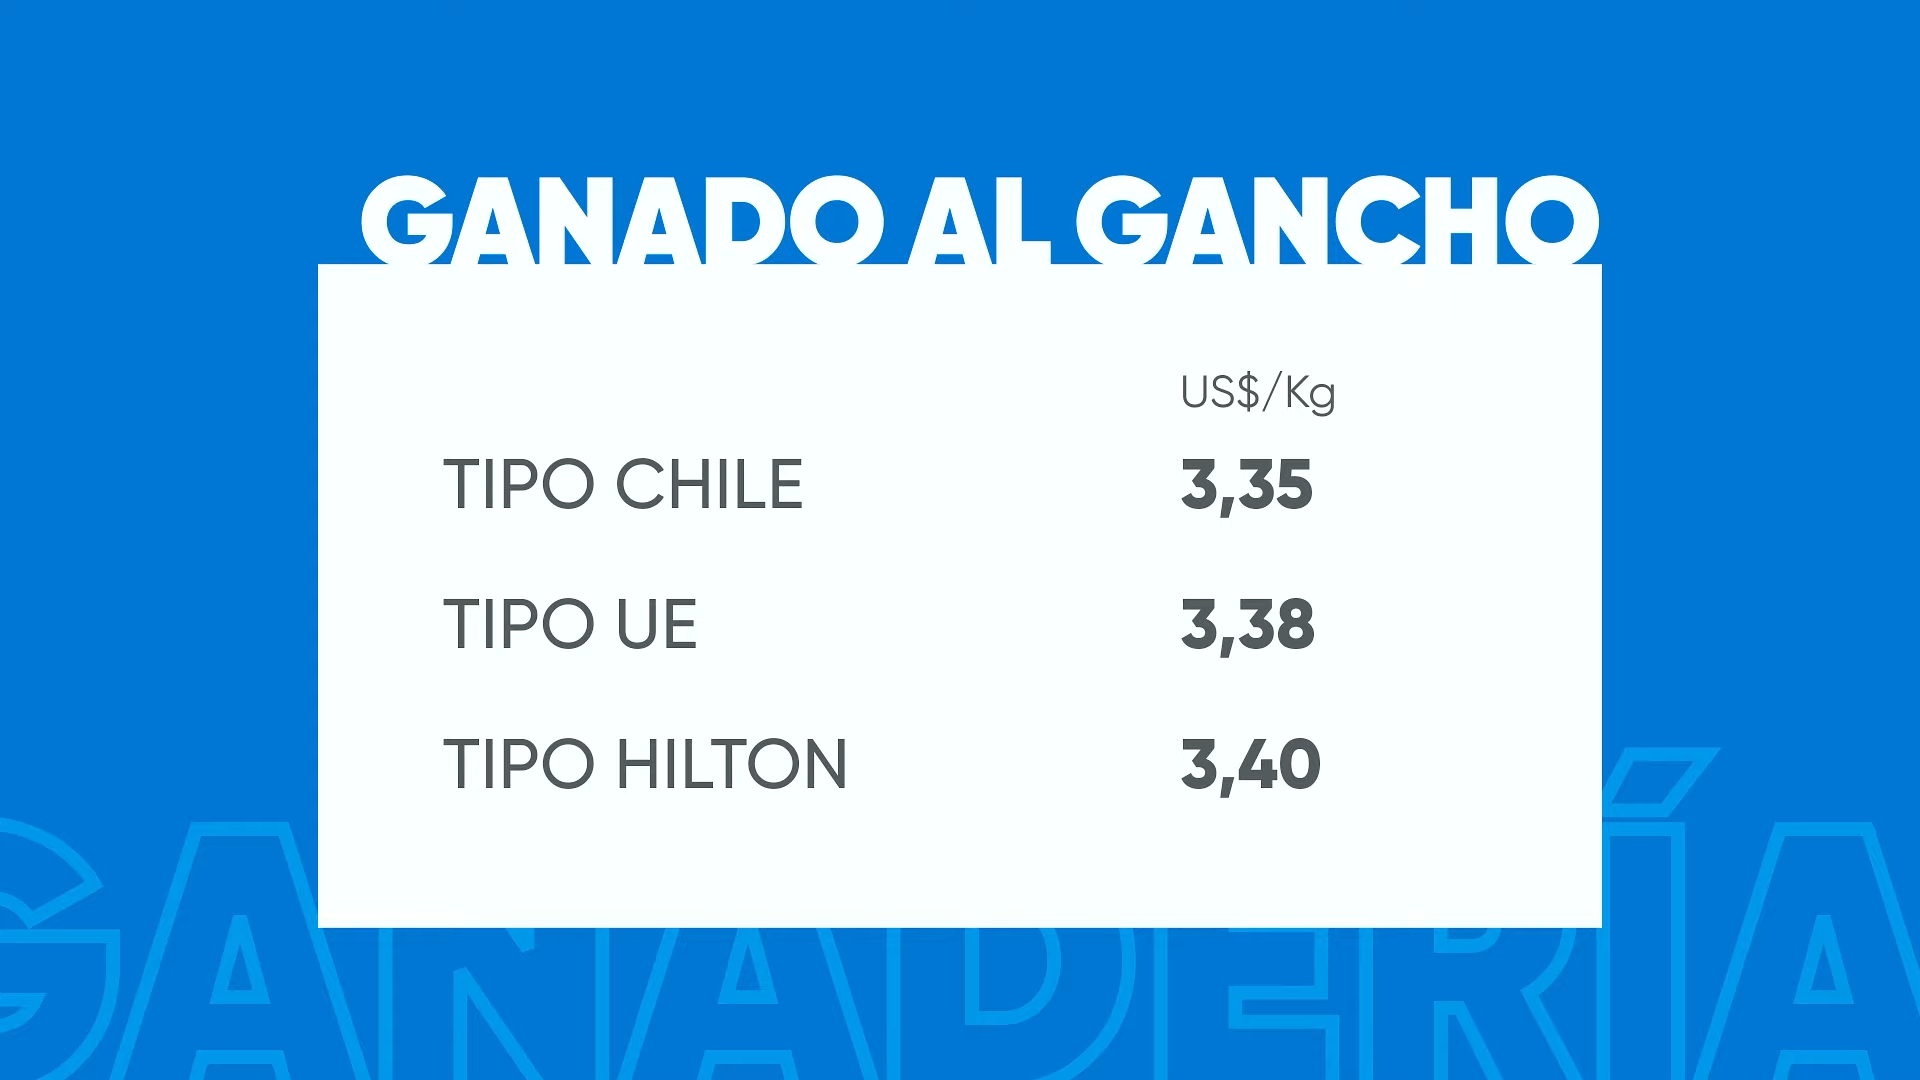 GANADO AL GANCHO
US$/Kg
TIPO CHILE 3,35
TIPO UE 3,38
TIPO HILTON 3,40
GANADERÍA